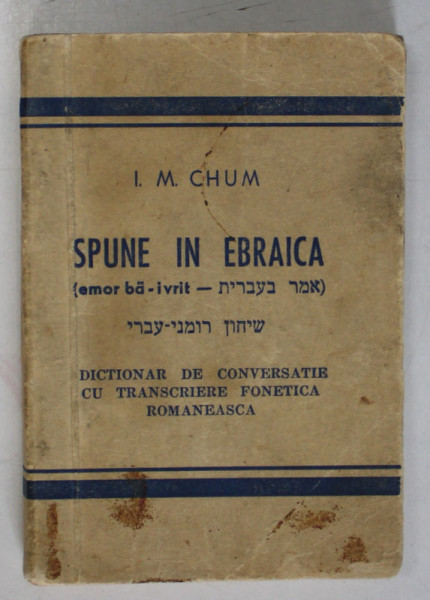 I. M. CHUM
SPUNE IN EBRAICA
(emor bă-ivrit — אמר בעברית)
שיחון רומני-עברי
DICTIONAR DE CONVERSATIE
CU TRANSCRIERE FONETICA
ROMANEASCA